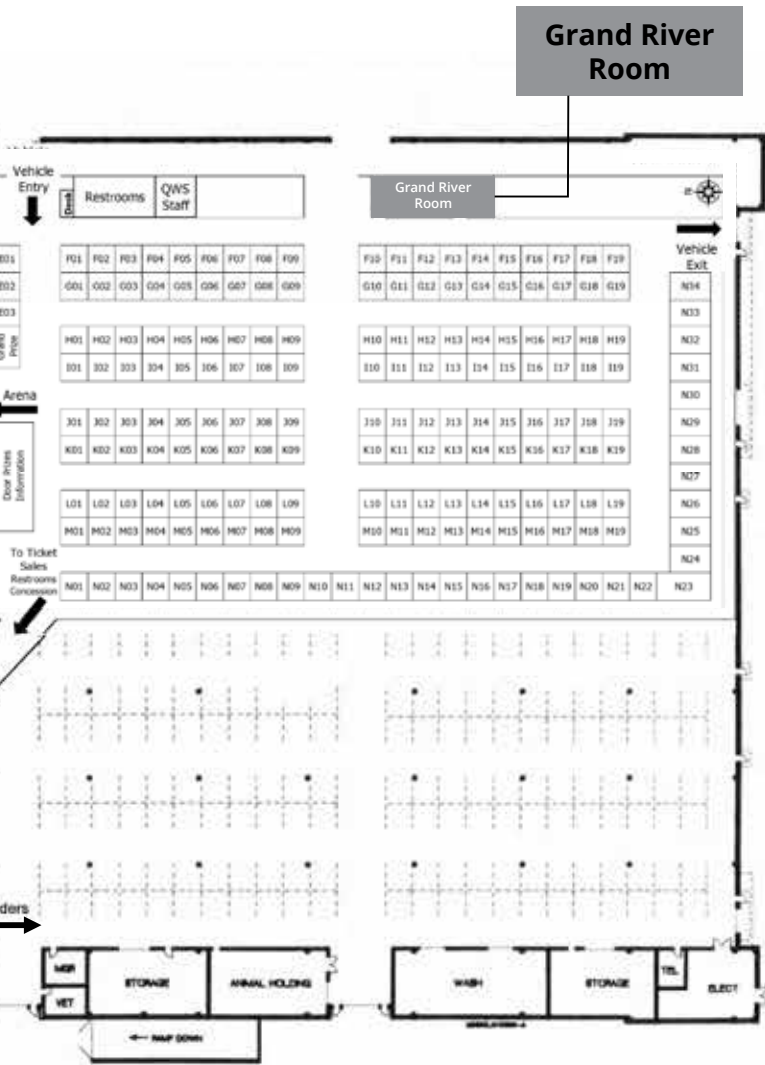 Grand River
Room
Vehicle
Entry
Desk
Restrooms
QWS
Staff
Grand River
Room
Vehicle
Exit
E01
F01 F02 F03 F04 F05 F06 F07 F08 F09
F10 F11 F12 F13 F14 F15 F16 F17 F18 F19
E02
G01 G02 G03 G04 G05 G06 G07 G08 G09
G10 G11 G12 G13 G14 G15 G16 G17 G18 G19
N34
E03
N33
Grand
Prize
H01 H02 H03 H04 H05 H06 H07 H08 H09
H10 H11 H12 H13 H14 H15 H16 H17 H18 H19
N32
I01 I02 I03 I04 I05 I06 I07 I08 I09
I10 I11 I12 I13 I14 I15 I16 I17 I18 I19
N31
Arena
N30
J01 J02 J03 J04 J05 J06 J07 J08 J09
J10 J11 J12 J13 J14 J15 J16 J17 J18 J19
N29
Door Prizes
Information
K01 K02 K03 K04 K05 K06 K07 K08 K09
K10 K11 K12 K13 K14 K15 K16 K17 K18 K19
N28
N27
L01 L02 L03 L04 L05 L06 L07 L08 L09
L10 L11 L12 L13 L14 L15 L16 L17 L18 L19
N26
M01 M02 M03 M04 M05 M06 M07 M08 M09
M10 M11 M12 M13 M14 M15 M16 M17 M18 M19
N25
To Ticket
Sales
Restrooms
Concession
N24
N01 N02 N03 N04 N05 N06 N07 N08 N09 N10 N11 N12 N13 N14 N15 N16 N17 N18 N19 N20 N21 N22 N23
ders
MGR
VET
STORAGE
ANIMAL HOLDING
WASH
STORAGE
TEL
ELECT
RAMP DOWN